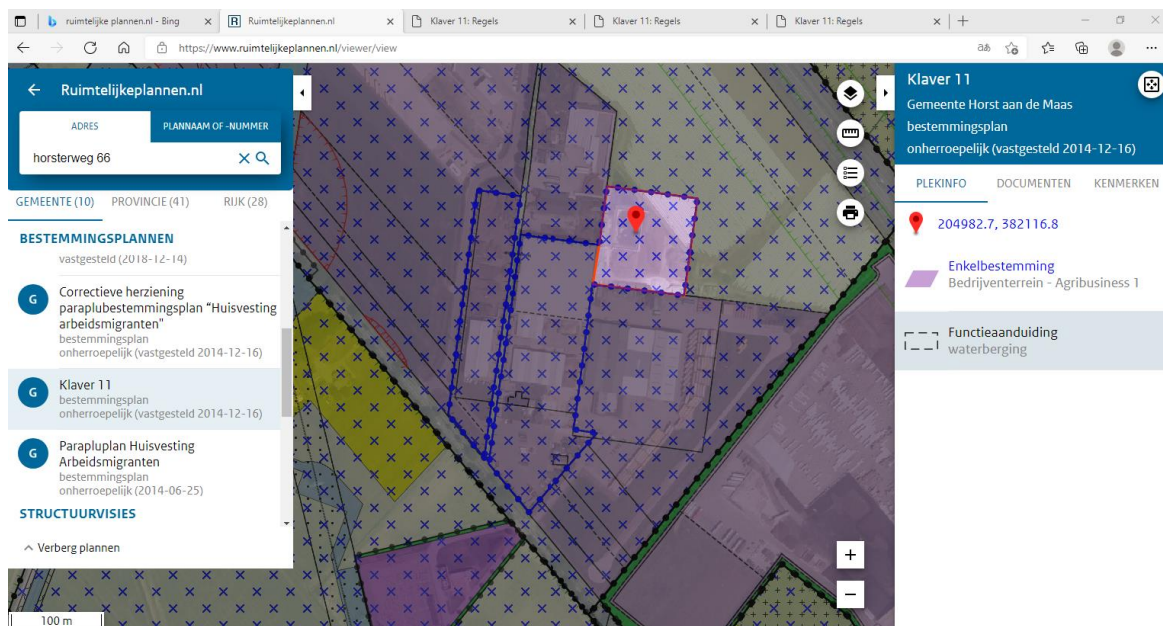 ruimtelijke plannen.nl - Bing
Ruimtelijkeplannen.nl
Klaver 11: Regels
Klaver 11: Regels
Klaver 11: Regels
https://www.ruimtelijkeplannen.nl/viewer/view
Ruimtelijkeplannen.nl
ADRES
PLANNAAM OF -NUMMER
horsterweg 66
GEMEENTE (10)
PROVINCIE (41)
RIJK (28)
BESTEMMINGSPLANNEN
vastgesteld (2018-12-14)
G
Correctieve herziening
paraplubestemmingsplan "Huisvesting
arbeidsmigranten"
bestemmingsplan
onherroepelijk (vastgesteld 2014-12-16)
G
Klaver 11
bestemmingsplan
onherroepelijk (vastgesteld 2014-12-16)
G
Parapluplan Huisvesting
Arbeidsmigranten
bestemmingsplan
onherroepelijk (2014-06-25)
STRUCTUURVISIES
Verberg plannen
100 m
Klaver 11
Gemeente Horst aan de Maas
bestemmingsplan
onherroepelijk (vastgesteld 2014-12-16)
PLEKINFO
DOCUMENTEN
KENMERKEN
204982.7, 382116.8
Enkelbestemming
Bedrijventerrein - Agribusiness 1
Functieaanduiding
waterberging